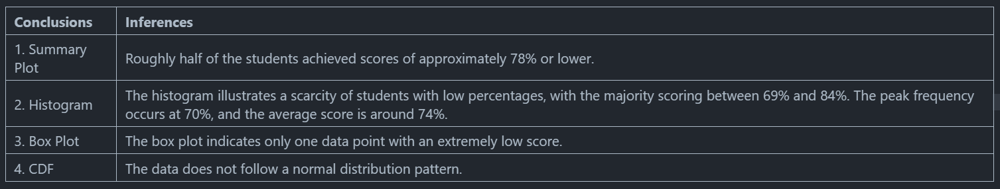 Conclusions
Inferences
1. Summary
Plot
Roughly half of the students achieved scores of approximately 78% or lower.
2. Histogram
The histogram illustrates a scarcity of students with low percentages, with the majority scoring between 69% and 84%. The peak frequency
occurs at 70%, and the average score is around 74%.
3. Box Plot
The box plot indicates only one data point with an extremely low score.
4. CDF
The data does not follow a normal distribution pattern.